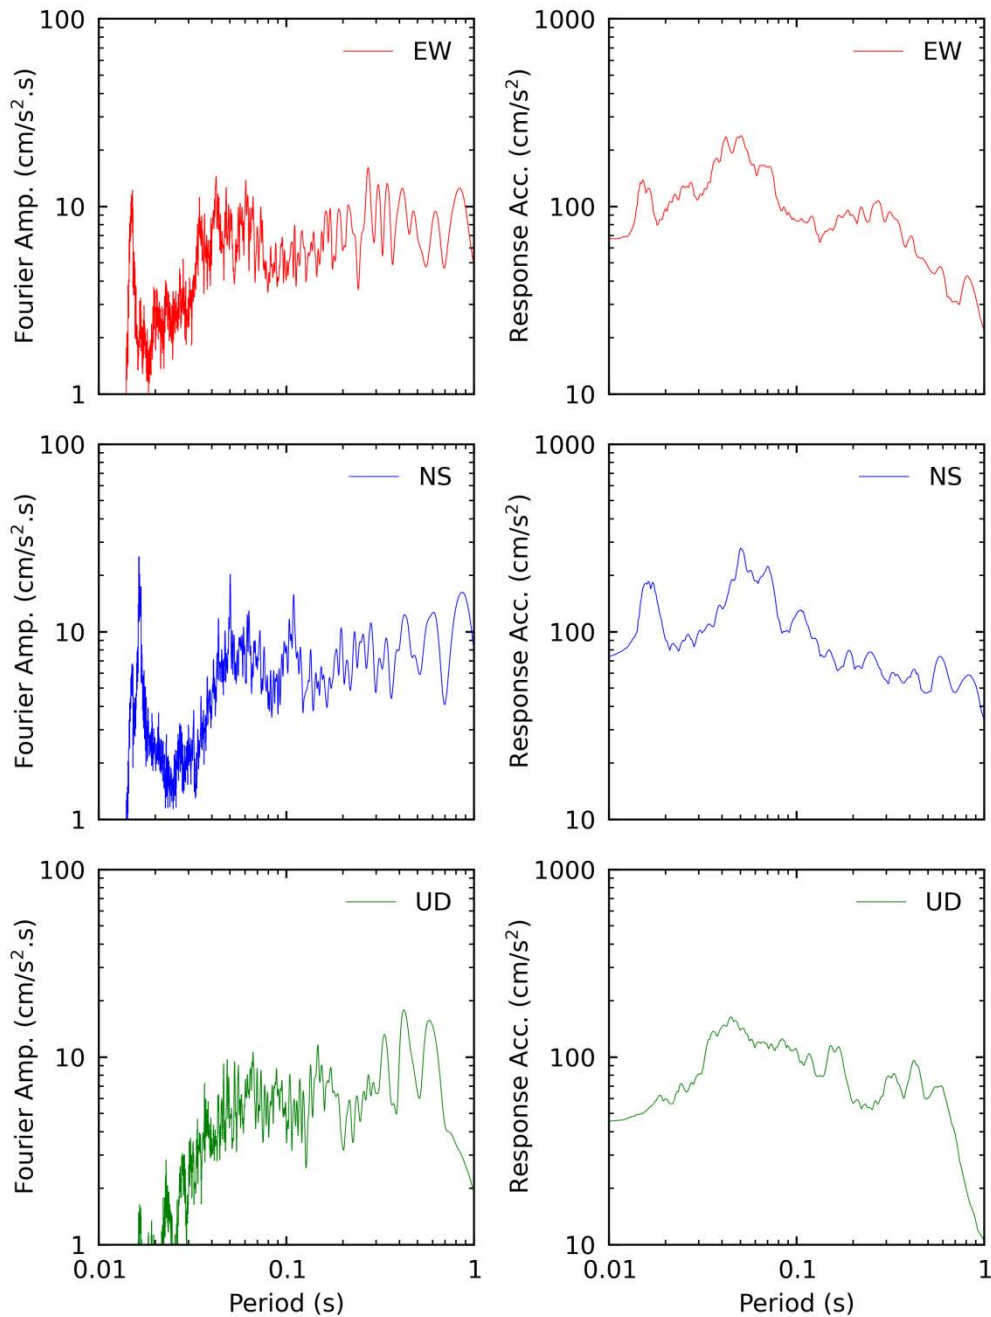 100
10
1
Fourier Amp. (cm/s².s)
EW
1000
100
10
Response Acc. (cm/s²)
EW
100
10
1
Fourier Amp. (cm/s².s)
NS
1000
100
10
Response Acc. (cm/s²)
NS
100
10
1
Fourier Amp. (cm/s².s)
UD
0.01
0.1
1
Period (s)
1000
100
10
Response Acc. (cm/s²)
UD
0.01
0.1
1
Period (s)